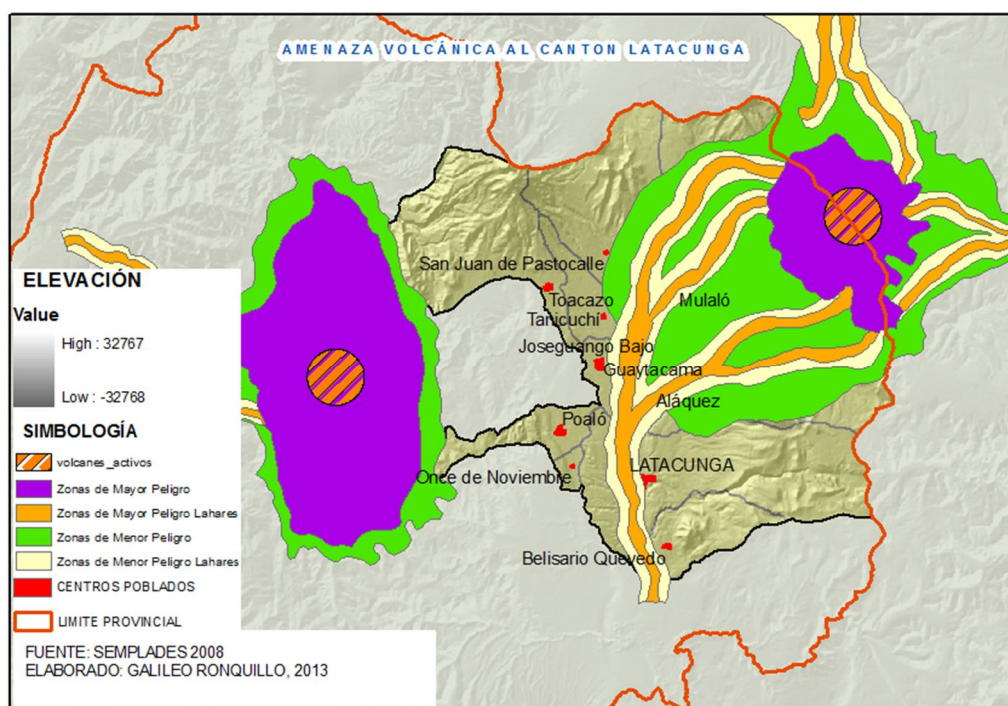 AMENAZA VOLCÁNICA AL CANTON LATACUNGA
San Juan de Pastocalle
Toacazo
Mulaló
Tanicuchí
Joseguango Bajo
Guaytacama
Aláquez
Poaló
Once de Noviembre
LATACUNGA
Belisario Quevedo
ELEVACIÓN
Value
High : 32767
Low : -32768
SIMBOLOGÍA
volcanes_activos
Zonas de Mayor Peligro
Zonas de Mayor Peligro Lahares
Zonas de Menor Peligro
Zonas de Menor Peligro Lahares
CENTROS POBLADOS
LIMITE PROVINCIAL
FUENTE: SEMPLADES 2008
ELABORADO: GALILEO RONQUILLO, 2013